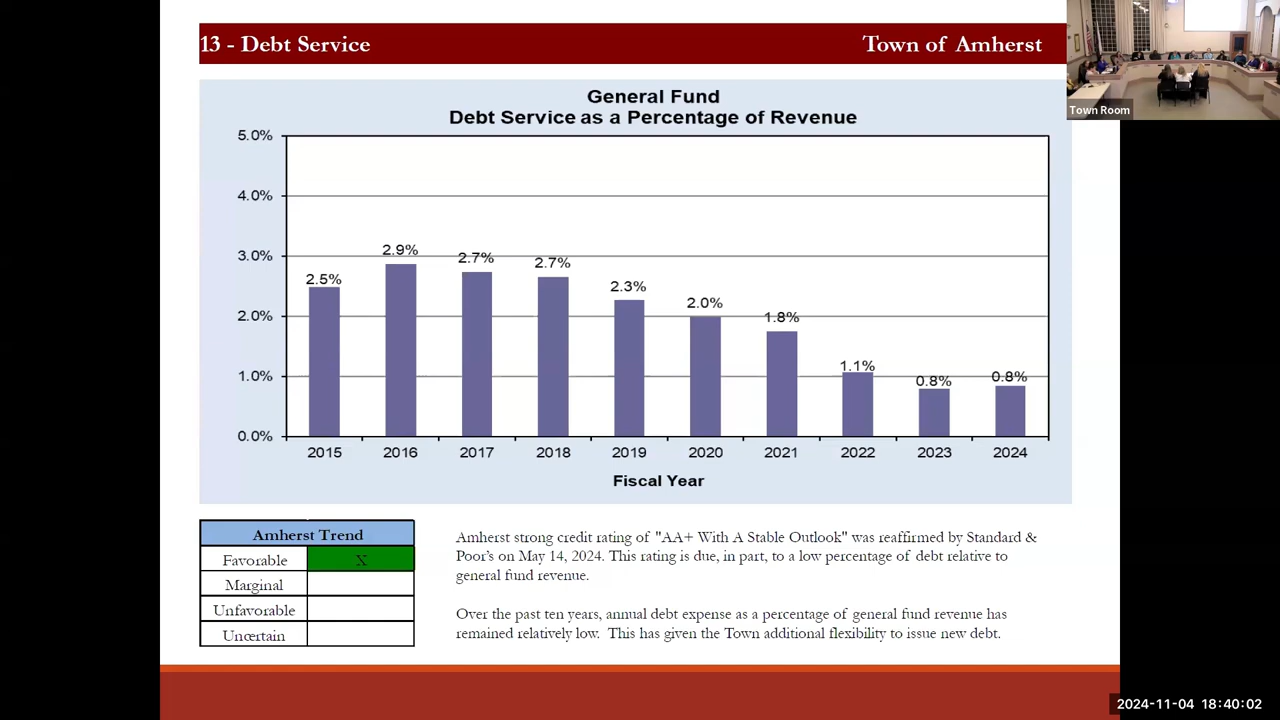 13 - Debt Service
Town of Amherst
Town Room
General Fund
Debt Service as a Percentage of Revenue
5.0%
4.0%
3.0%
2.0%
1.0%
0.0%
2.5%
2.9%
2.7%
2.7%
2.3%
2.0%
1.8%
1.1%
0.8%
0.8%
2015 2016 2017 2018 2019 2020 2021 2022 2023 2024
Fiscal Year
Amherst Trend
Favorable X
Marginal
Unfavorable
Uncertain
Amherst strong credit rating of "AA+ With A Stable Outlook" was reaffirmed by Standard &
Poor's on May 14, 2024. This rating is due, in part, to a low percentage of debt relative to
general fund revenue.
Over the past ten years, annual debt expense as a percentage of general fund revenue has
remained relatively low. This has given the Town additional flexibility to issue new debt.
2024-11-04 18:40:02